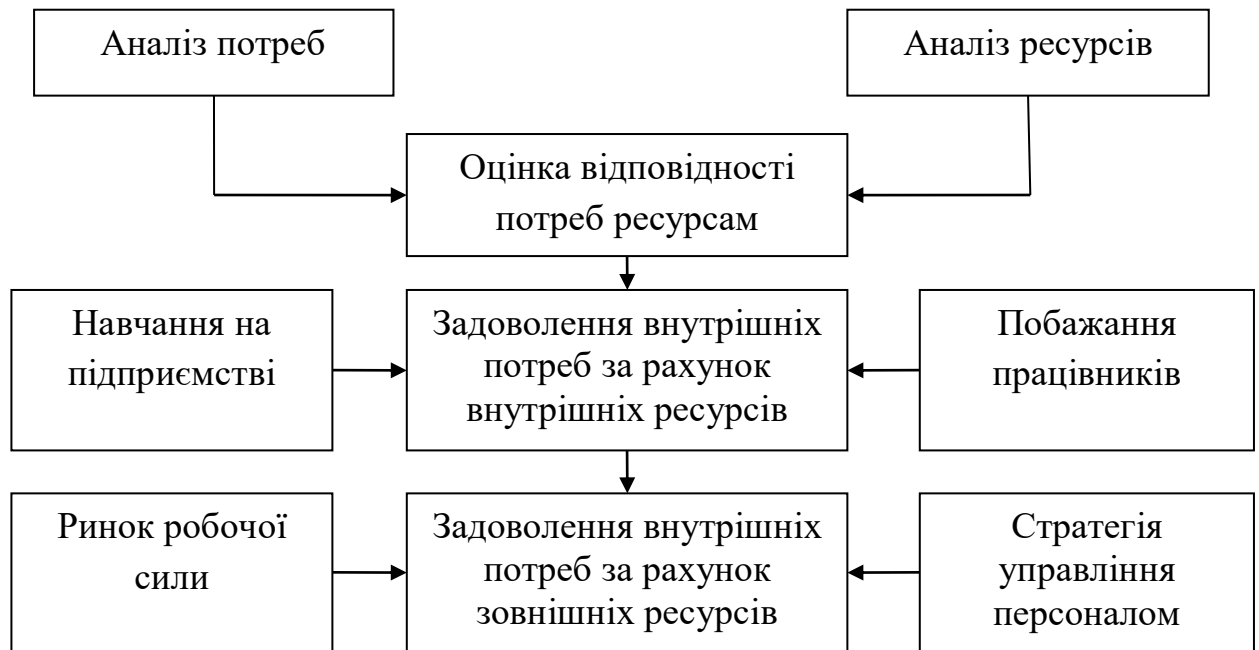 Аналіз потреб
Аналіз ресурсів
Оцінка відповідності
потреб ресурсам
Навчання на
підприємстві
Задоволення внутрішніх
потреб за рахунок
внутрішніх ресурсів
Побажання
працівників
Ринок робочої
сили
Задоволення внутрішніх
потреб за рахунок
зовнішніх ресурсів
Стратегія
управління
персоналом